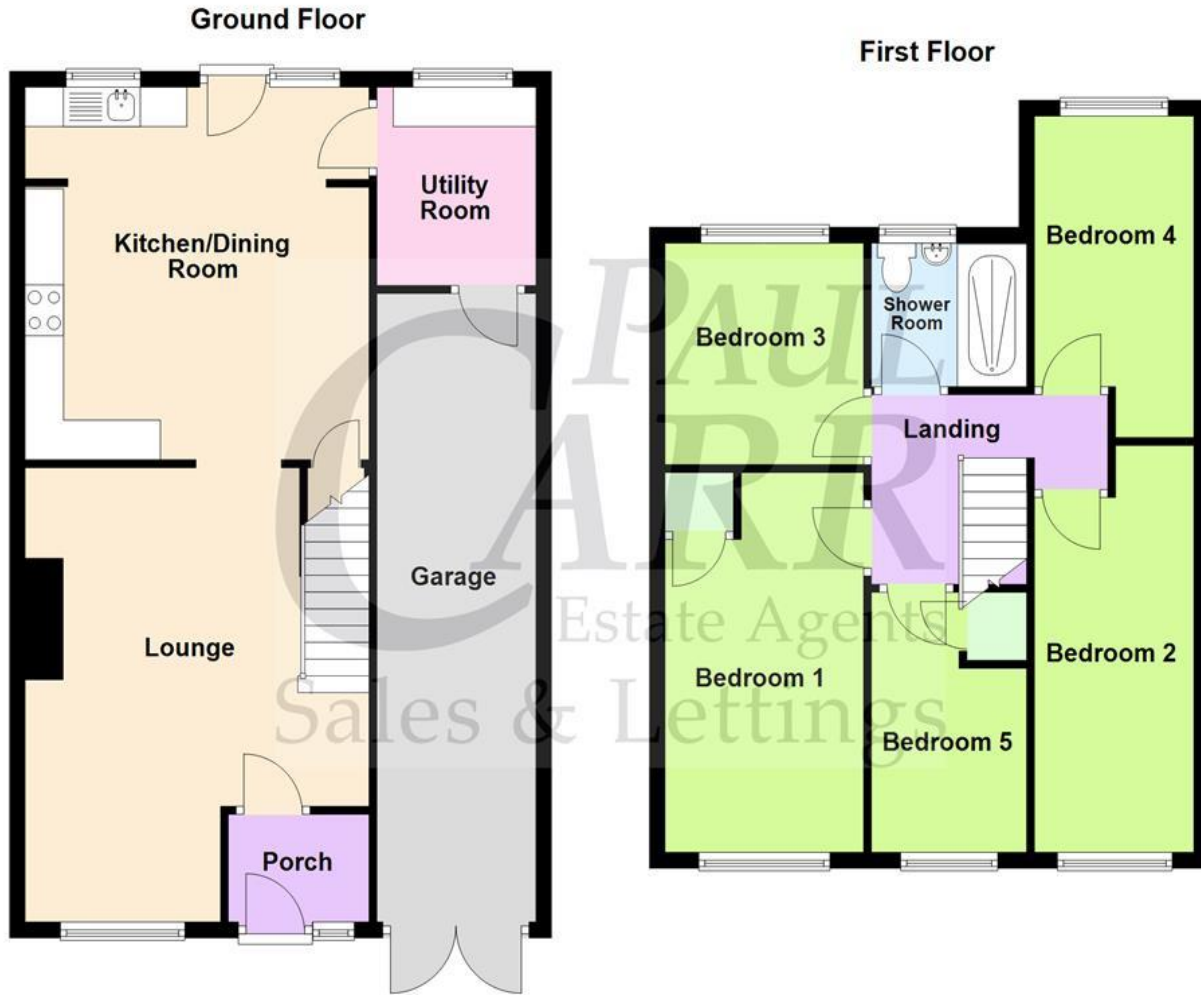 Ground Floor
First Floor
Kitchen/Dining
Room
Utility
Room
Garage
Lounge
Porch
Bedroom 4
Bedroom 3
Shower
Room
Landing
Bedroom 1
Bedroom 5
Bedroom 2
PAUL
CARR
Estate Agents
Sales & Lettings